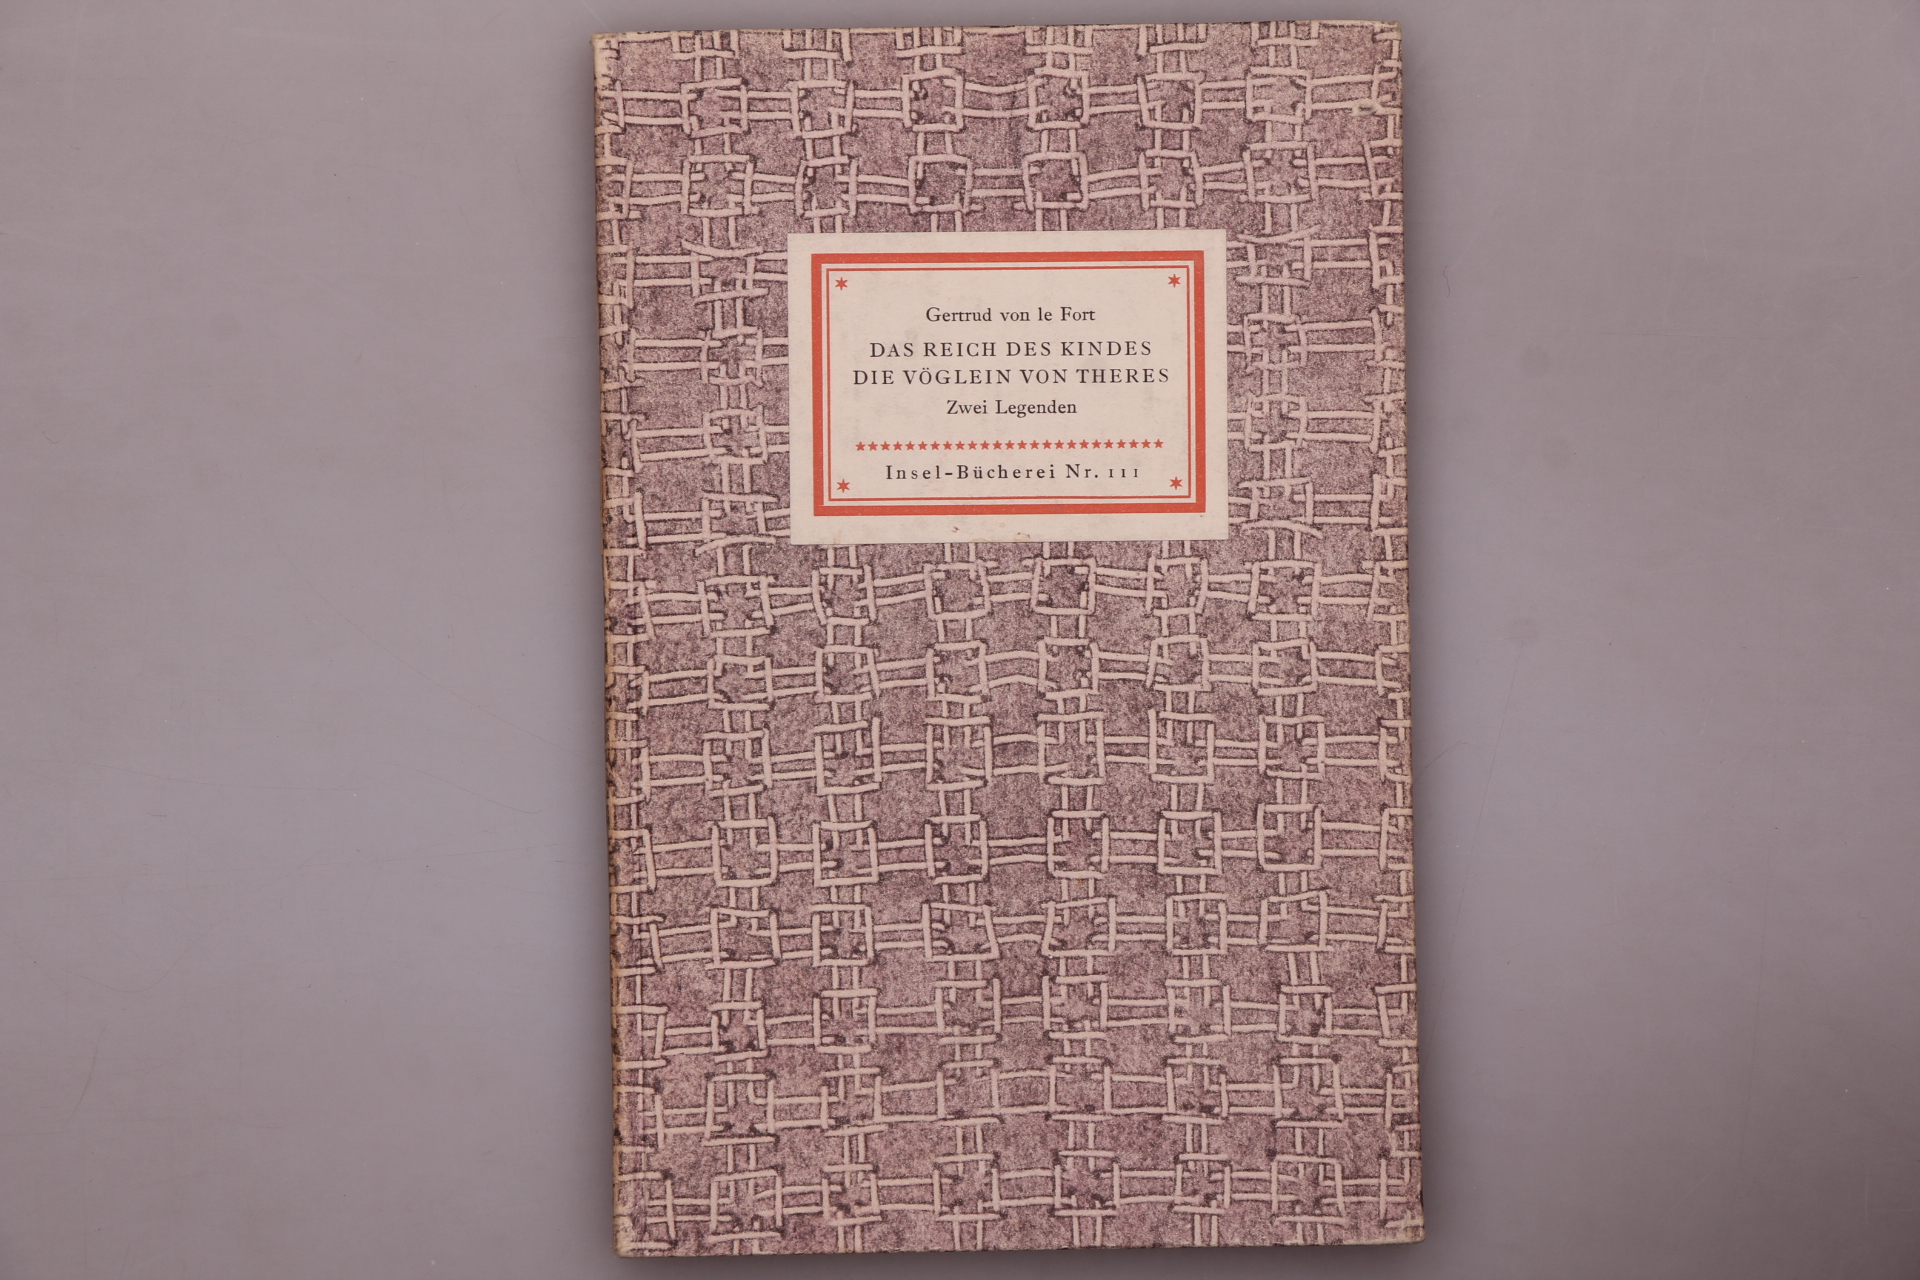 Gertrud von le Fort
DAS REICH DES KINDES
DIE VÖGLEIN VON THERES
Zwei Legenden
Insel-Bücherei Nr. 111